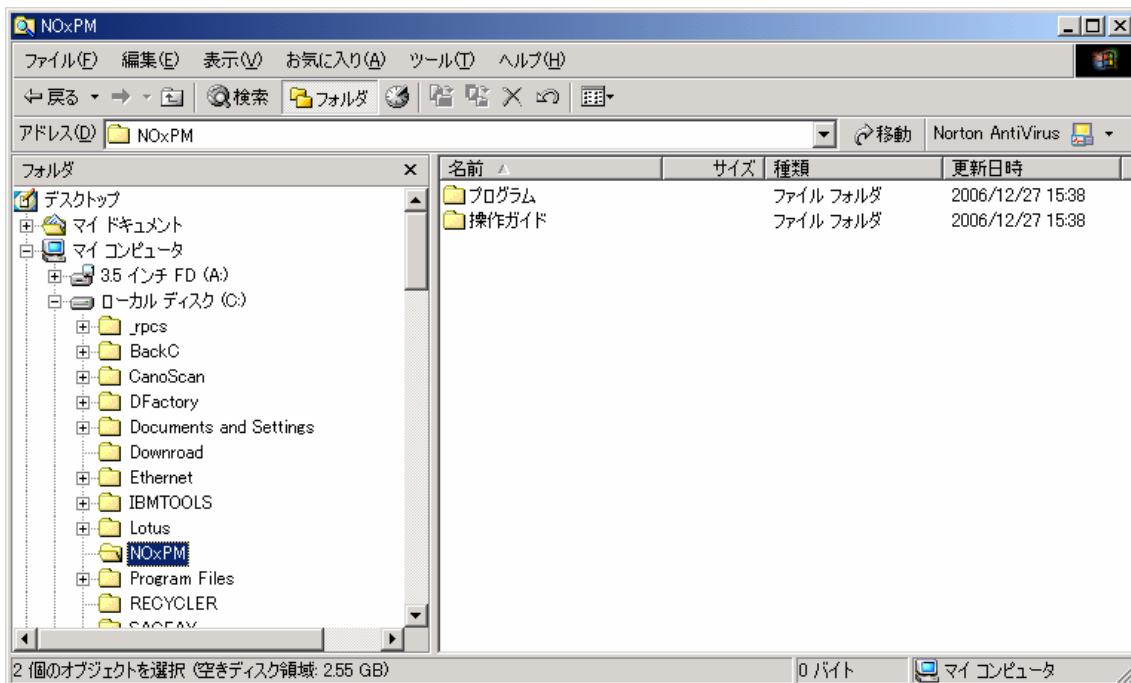 NOxPM
ファイル(F) 編集(E) 表示(V) お気に入り(A) ツール(T) ヘルプ(H)
戻る 検索 フォルダ
アドレス(D) NOxPM 移動 Norton AntiVirus
フォルダ
デスクトップ
マイ ドキュメント
マイ コンピュータ
3.5 インチ FD (A:)
ローカル ディスク (C:)
_rpcs
BackC
CanoScan
DFactory
Documents and Settings
Downroad
Ethernet
IBMTOOLS
Lotus
NOxPM
Program Files
RECYCLER
名前 サイズ 種類 更新日時
プログラム ファイル フォルダ 2006/12/27 15:38
操作ガイド ファイル フォルダ 2006/12/27 15:38
2 個のオブジェクトを選択 (空きディスク領域: 2.55 GB) 0 バイト マイ コンピュータ